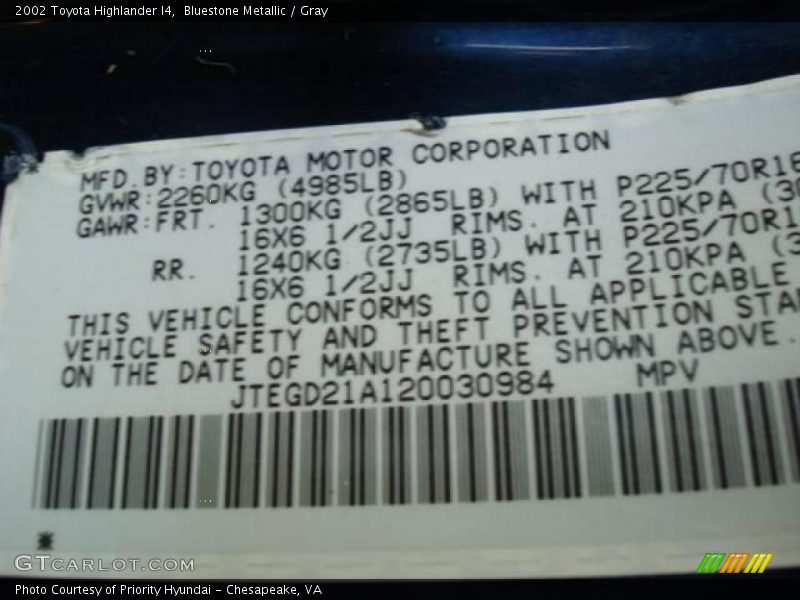 2002 Toyota Highlander I4,  Bluestone Metallic / Gray
MFD.BY:TOYOTA MOTOR CORPORATION
GVWR:2260KG (4985LB)
GAWR:FRT. 1300KG (2865LB) WITH P225/70R16
16X6 1/2JJ RIMS. AT 210KPA (30
RR. 1240KG (2735LB) WITH P225/70R1
16X6 1/2JJ RIMS. AT 210KPA (3
THIS VEHICLE CONFORMS TO ALL APPLICABLE
VEHICLE SAFETY AND THEFT PREVENTION STA
ON THE DATE OF MANUFACTURE SHOWN ABOVE.
JTEGD21A120030984 MPV
GTCARLOT.COM
Photo Courtesy of Priority Hyundai - Chesapeake, VA